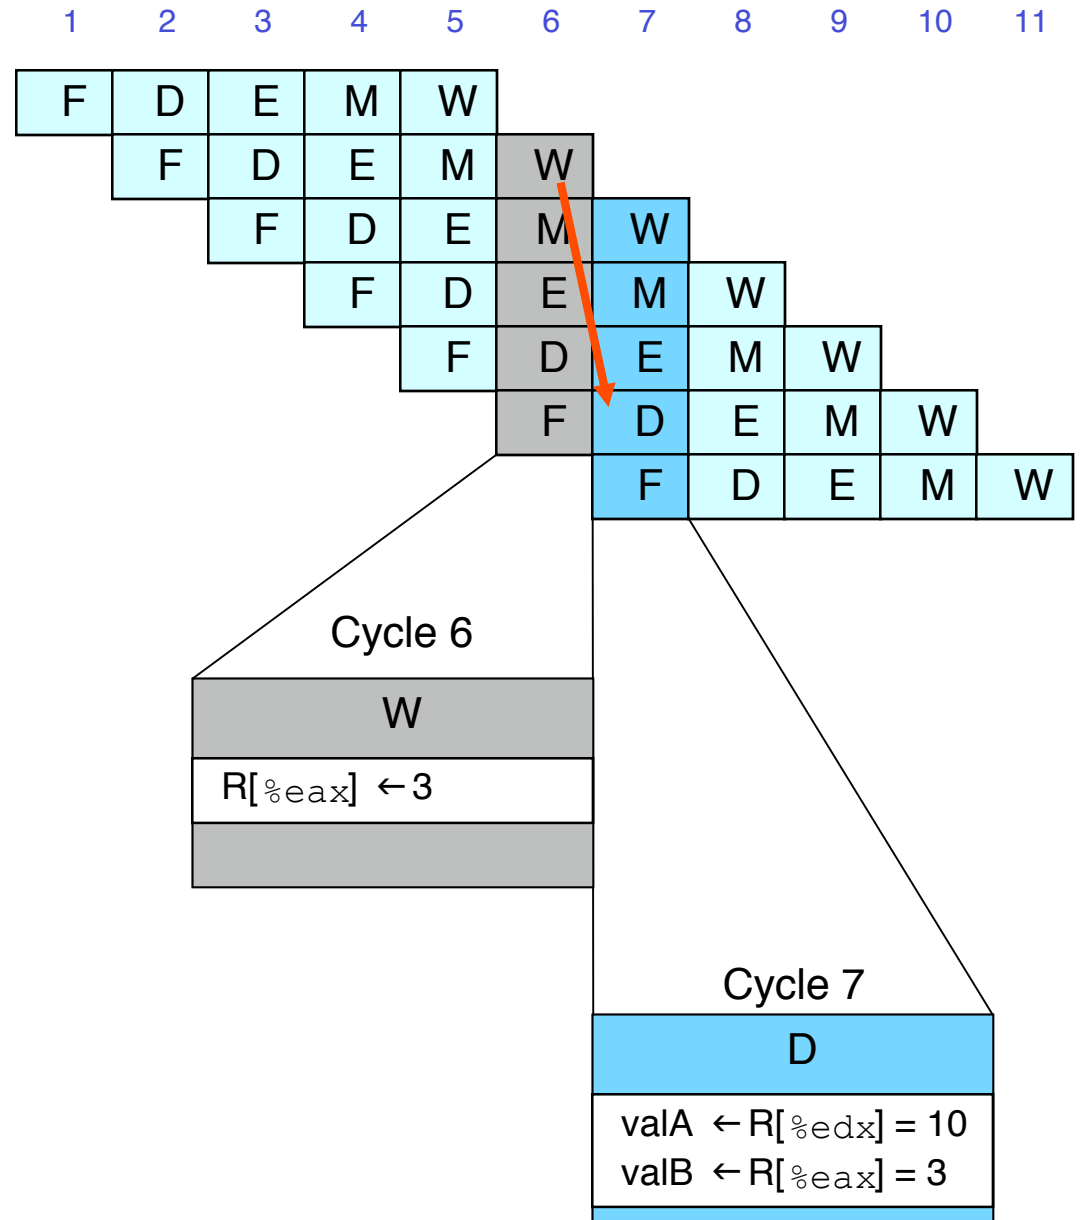 1 2 3 4 5 6 7 8 9 10 11
F D E M W
F D E M W
F D E M W
F D E M W
F D E M W
F D E M W
F D E M W
Cycle 6
W
R[%eax] ←3
Cycle 7
D
valA ←R[%edx] = 10
valB ←R[%eax] = 3